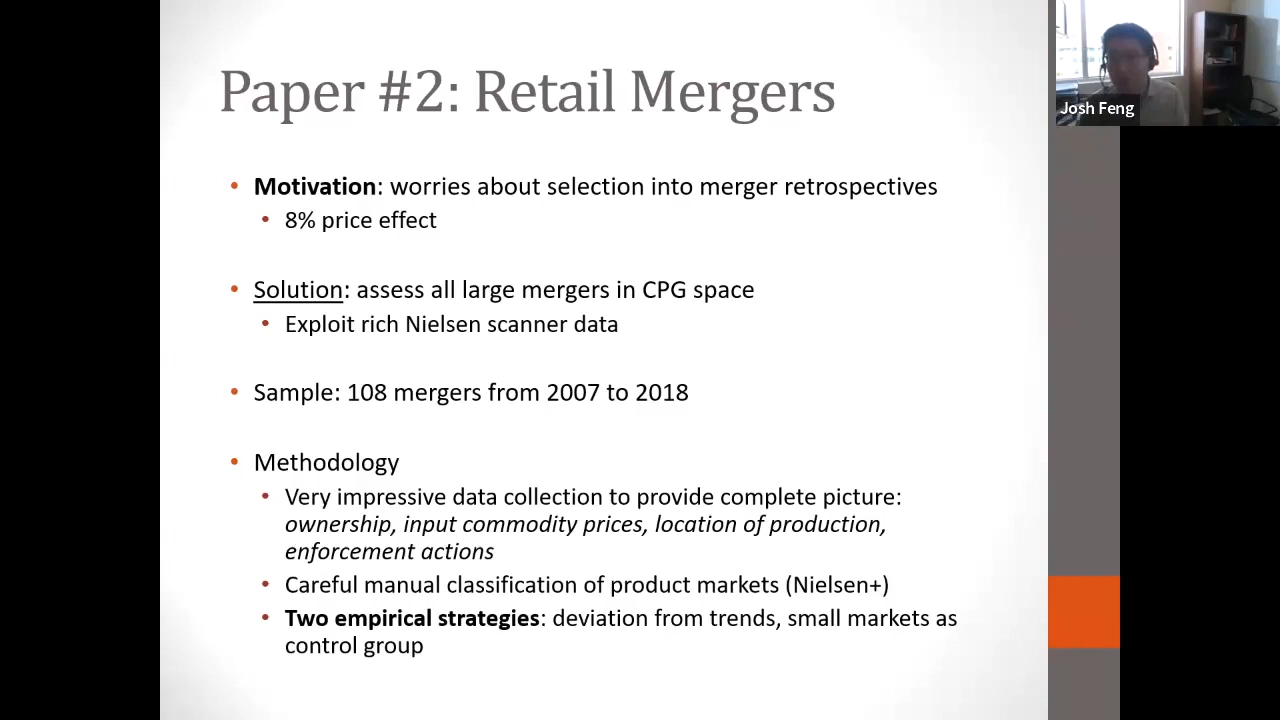 Paper #2: Retail Mergers
Josh Feng
• Motivation: worries about selection into merger retrospectives
• 8% price effect
• Solution: assess all large mergers in CPG space
• Exploit rich Nielsen scanner data
• Sample: 108 mergers from 2007 to 2018
• Methodology
• Very impressive data collection to provide complete picture:
ownership, input commodity prices, location of production,
enforcement actions
• Careful manual classification of product markets (Nielsen+)
• Two empirical strategies: deviation from trends, small markets as
control group